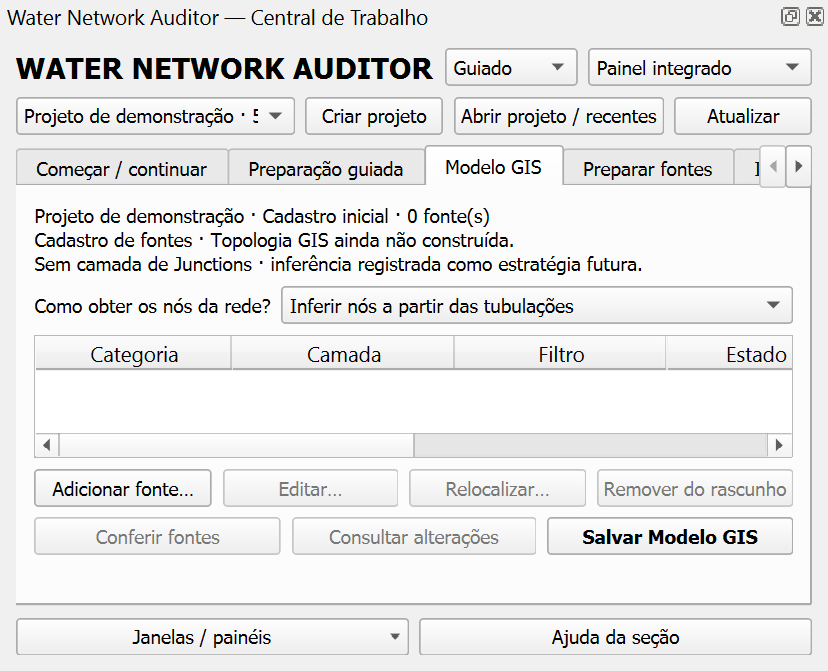 Water Network Auditor — Central de Trabalho
WATER NETWORK AUDITOR
Guiado
Painel integrado
Projeto de demonstração · 5
Criar projeto
Abrir projeto / recentes
Atualizar
Começar / continuar
Preparação guiada
Modelo GIS
Preparar fontes
Projeto de demonstração · Cadastro inicial · 0 fonte(s)
Cadastro de fontes · Topologia GIS ainda não construída.
Sem camada de Junctions · inferência registrada como estratégia futura.
Como obter os nós da rede?
Inferir nós a partir das tubulações
Categoria
Camada
Filtro
Estado
Adicionar fonte...
Editar...
Relocalizar...
Remover do rascunho
Conferir fontes
Consultar alterações
Salvar Modelo GIS
Janelas / painéis
Ajuda da seção